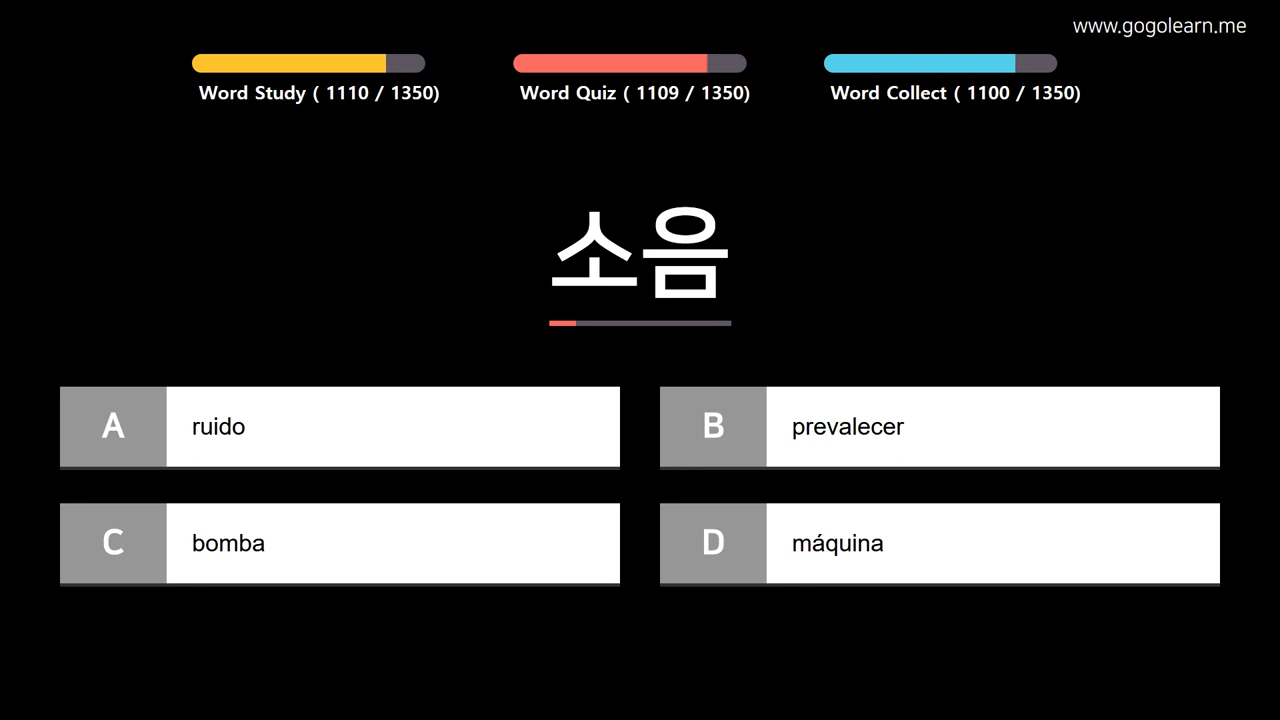 www.gogolearn.me
Word Study ( 1110 / 1350)
Word Quiz ( 1109 / 1350)
Word Collect ( 1100 / 1350)
소음
A ruido
B prevalecer
C bomba
D máquina